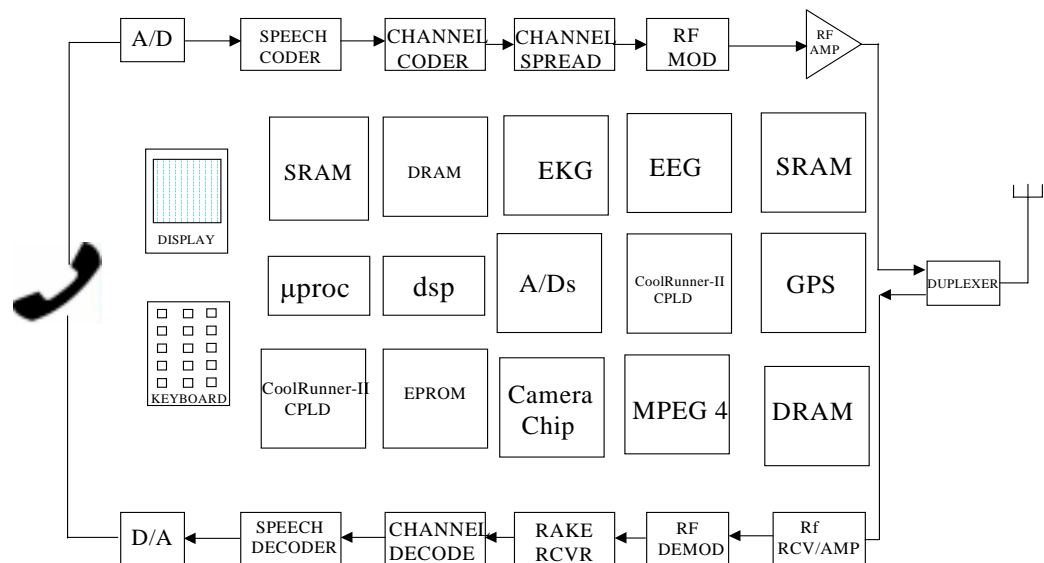 A/D
SPEECH
CODER
CHANNEL
CODER
CHANNEL
SPREAD
RF
MOD
RF
AMP
SRAM
DRAM
EKG
EEG
SRAM
DISPLAY
μproc
dsp
A/Ds
CoolRunner-II
CPLD
GPS
DUPLEXER
KEYBOARD
CoolRunner-II
CPLD
EPROM
Camera
Chip
MPEG 4
DRAM
D/A
SPEECH
DECODER
CHANNEL
DECODE
RAKE
RCVR
RF
DEMOD
Rf
RCV/AMP